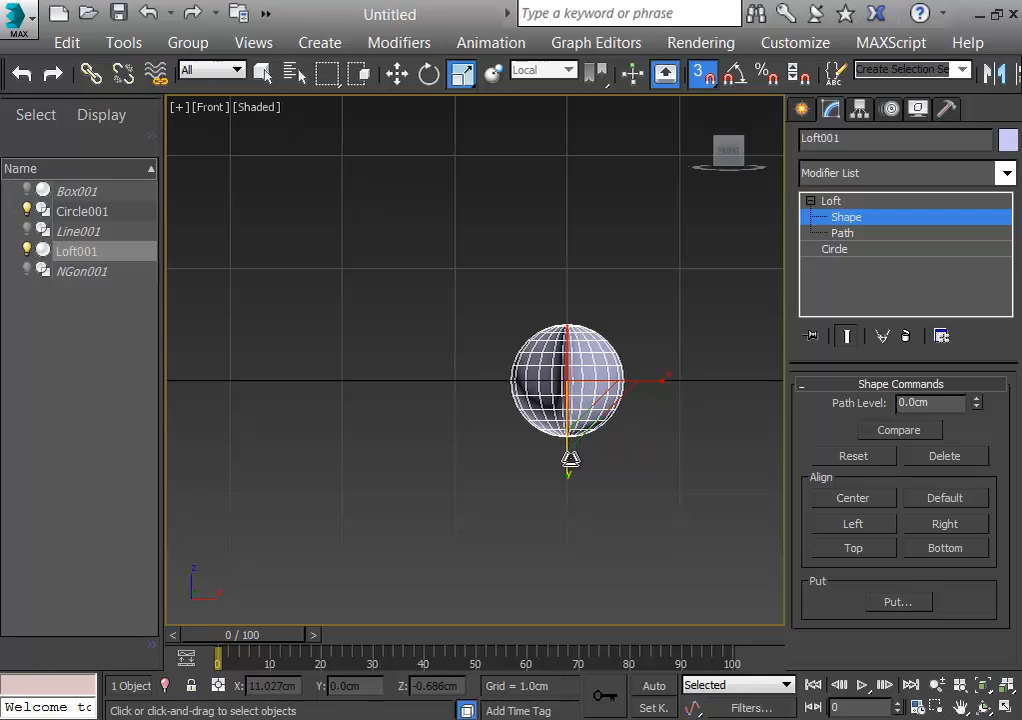 MAX
Untitled
Type a keyword or phrase
Edit Tools Group Views Create Modifiers Animation Graph Editors Rendering Customize MAXScript Help
All
Local
3
%
ABC
Create Selection Se
Select Display
[+] [Front] [Shaded]
Name
Box001
Circle001
Line001
Loft001
NGon001
FRONT
x
y
z
x
Loft001
Modifier List
Loft
Shape
Path
Circle
- Shape Commands
Path Level: 0.0cm
Compare
Reset Delete
Align
Center Default
Left Right
Top Bottom
Put
Put...
< 0 / 100 >
0 10 20 30 40 50 60 70 80 90 100
1 Object X: 11.027cm Y: 0.0cm Z: -0.686cm Grid = 1.0cm Auto Selected
Welcome to Click or click-and-drag to select objects Add Time Tag Set K. Filters... 0